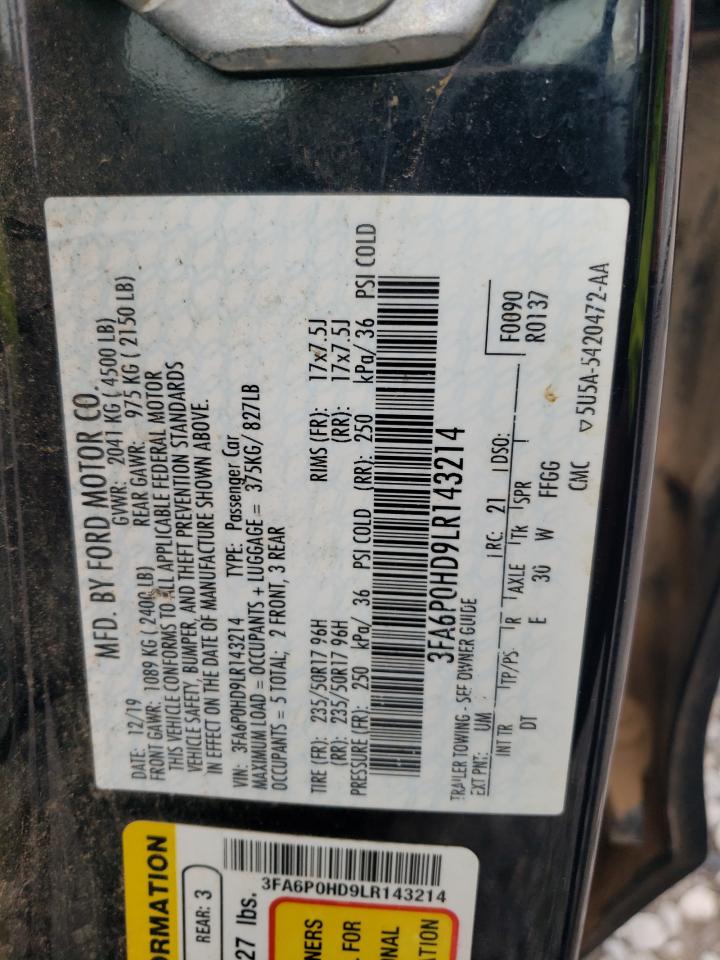 MFD. BY FORD MOTOR CO.
DATE: 12/19 GVWR: 2041 KG ( 4500 LB)
FRONT GAWR: 1089 KG ( 2400 LB) REAR GAWR: 975 KG ( 2150 LB)
THIS VEHICLE CONFORMS TO ALL APPLICABLE FEDERAL MOTOR
VEHICLE SAFETY, BUMPER, AND THEFT PREVENTION STANDARDS
IN EFFECT ON THE DATE OF MANUFACTURE SHOWN ABOVE.
VIN: 3FA6P0HD9LR143214 TYPE: Passenger Car
MAXIMUM LOAD = OCCUPANTS + LUGGAGE = 375KG/ 827LB
OCCUPANTS = 5 TOTAL; 2 FRONT, 3 REAR
TIRE (FR): 235/50R17 96H RIMS (FR): 17x7.5J
(RR): 235/50R17 96H (RR): 17x7.5J
PRESSURE (FR): 250 kPa/ 36 PSI COLD (RR): 250 kPa/ 36 PSI COLD
3FA6P0HD9LR143214
TRAILER TOWING - SEE OWNER GUIDE
EXT PNT: UM RC: 21 DSO:
F0090
R0137
INT TR TP/PS R AXLE TR SPR
DT E 30 W FFGG
CMC ▽5U5A-5420472-AA
ORMATION
REAR: 3
27 lbs.
3FA6P0HD9LR143214
NERS
FOR
ONAL
ATION